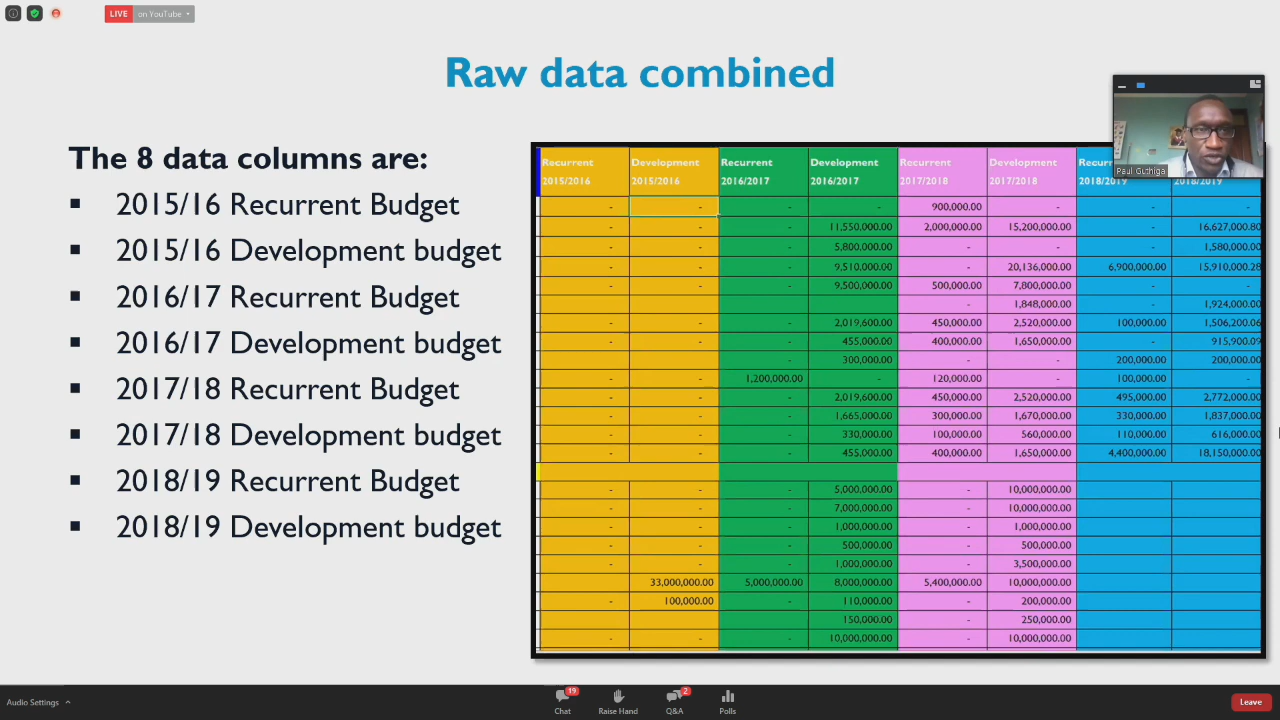 LIVE on YouTube
Raw data combined
Paul Guthiga
The 8 data columns are:
▪ 2015/16 Recurrent Budget
▪ 2015/16 Development budget
▪ 2016/17 Recurrent Budget
▪ 2016/17 Development budget
▪ 2017/18 Recurrent Budget
▪ 2017/18 Development budget
▪ 2018/19 Recurrent Budget
▪ 2018/19 Development budget
Recurrent Development Recurrent Development Recurrent Development
2015/2016 2015/2016 2016/2017 2016/2017 2017/2018 2017/2018 2018/2019 2018/2019
- - - - 900,000.00 - - -
- - - 11,550,000.00 2,000,000.00 15,200,000.00 - 16,627,000.80
- - - 5,800,000.00 - - - 1,580,000.00
- - - 9,510,000.00 - 20,136,000.00 6,900,000.00 15,910,000.28
- - - 9,500,000.00 500,000.00 7,800,000.00 - -
- 1,848,000.00 1,924,000.00
- - - 2,019,600.00 450,000.00 2,520,000.00 100,000.00 1,506,200.06
- - - 455,000.00 400,000.00 1,650,000.00 - 915,900.09
- - - 300,000.00 - - 200,000.00 200,000.00
- - 1,200,000.00 - 120,000.00 - 100,000.00 -
- - - 2,019,600.00 450,000.00 2,520,000.00 495,000.00 2,772,000.00
- - - 1,665,000.00 300,000.00 1,670,000.00 330,000.00 1,837,000.00
- - - 330,000.00 100,000.00 560,000.00 110,000.00 616,000.00
- - - 455,000.00 400,000.00 1,650,000.00 4,400,000.00 18,150,000.00
- - - 5,000,000.00 - 10,000,000.00
- - - 7,000,000.00 - 10,000,000.00
- - - 1,000,000.00 - 1,000,000.00
- - - 500,000.00 - 500,000.00
- - - 1,000,000.00 - 3,500,000.00
33,000,000.00 5,000,000.00 8,000,000.00 5,400,000.00 10,000,000.00
- 100,000.00 - 110,000.00 - 200,000.00
150,000.00 - 250,000.00
- - - 10,000,000.00 - 10,000,000.00
Audio Settings
19
Chat
Raise Hand
2
Q&A
Polls
Leave